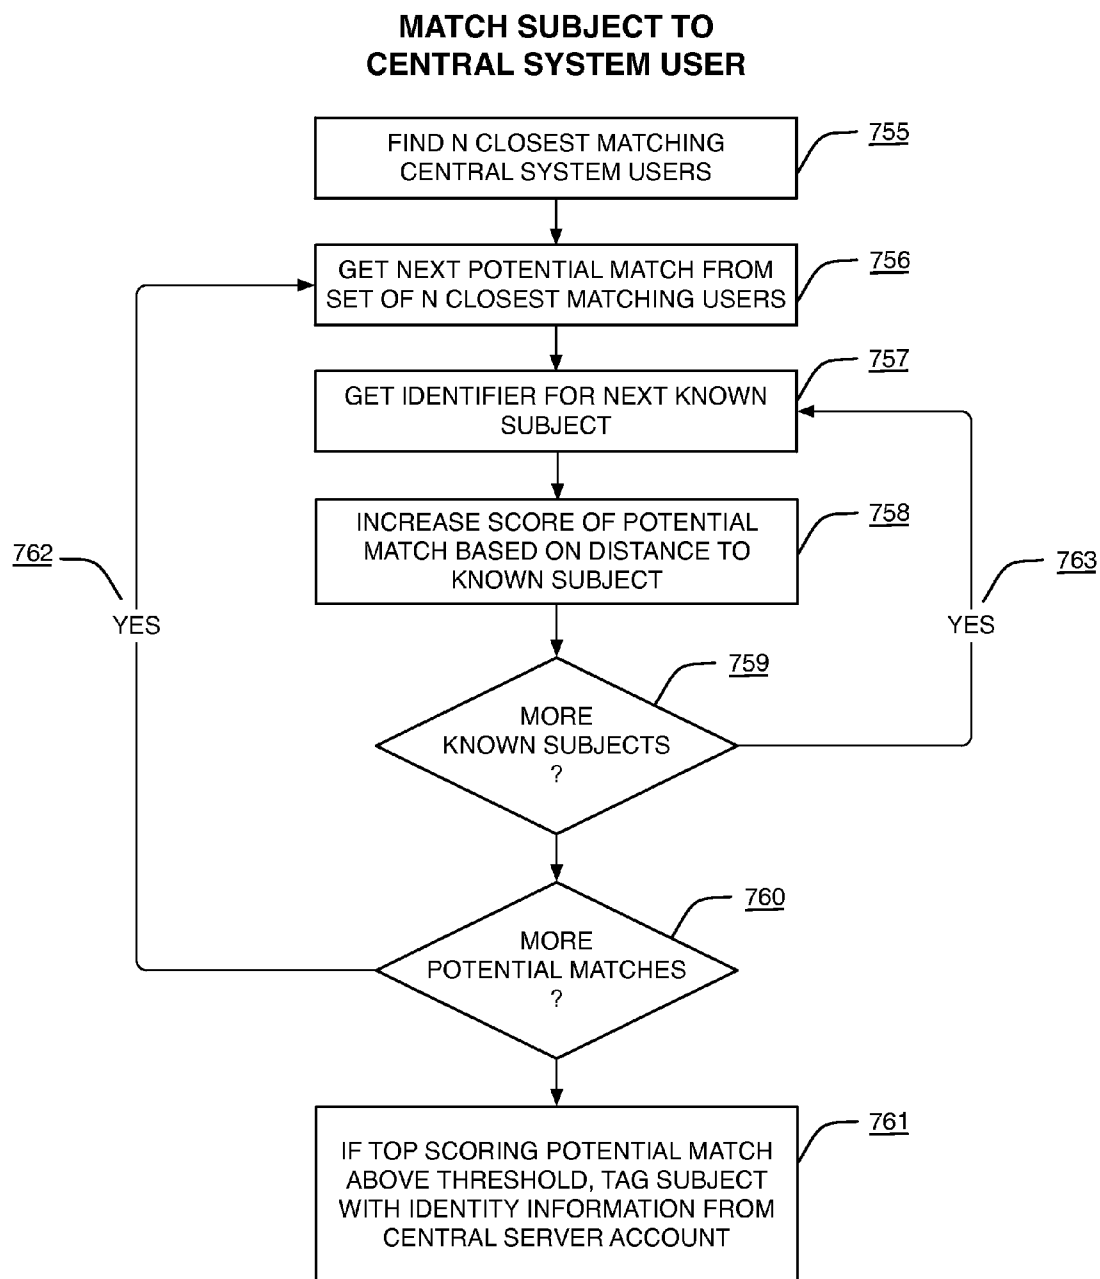 MATCH SUBJECT TO
CENTRAL SYSTEM USER
FIND N CLOSEST MATCHING
CENTRAL SYSTEM USERS
755
GET NEXT POTENTIAL MATCH FROM
SET OF N CLOSEST MATCHING USERS
756
GET IDENTIFIER FOR NEXT KNOWN
SUBJECT
757
INCREASE SCORE OF POTENTIAL
MATCH BASED ON DISTANCE TO
KNOWN SUBJECT
758
762
YES
763
YES
MORE
KNOWN SUBJECTS
?
759
MORE
POTENTIAL MATCHES
?
760
IF TOP SCORING POTENTIAL MATCH
ABOVE THRESHOLD, TAG SUBJECT
WITH IDENTITY INFORMATION FROM
CENTRAL SERVER ACCOUNT
761